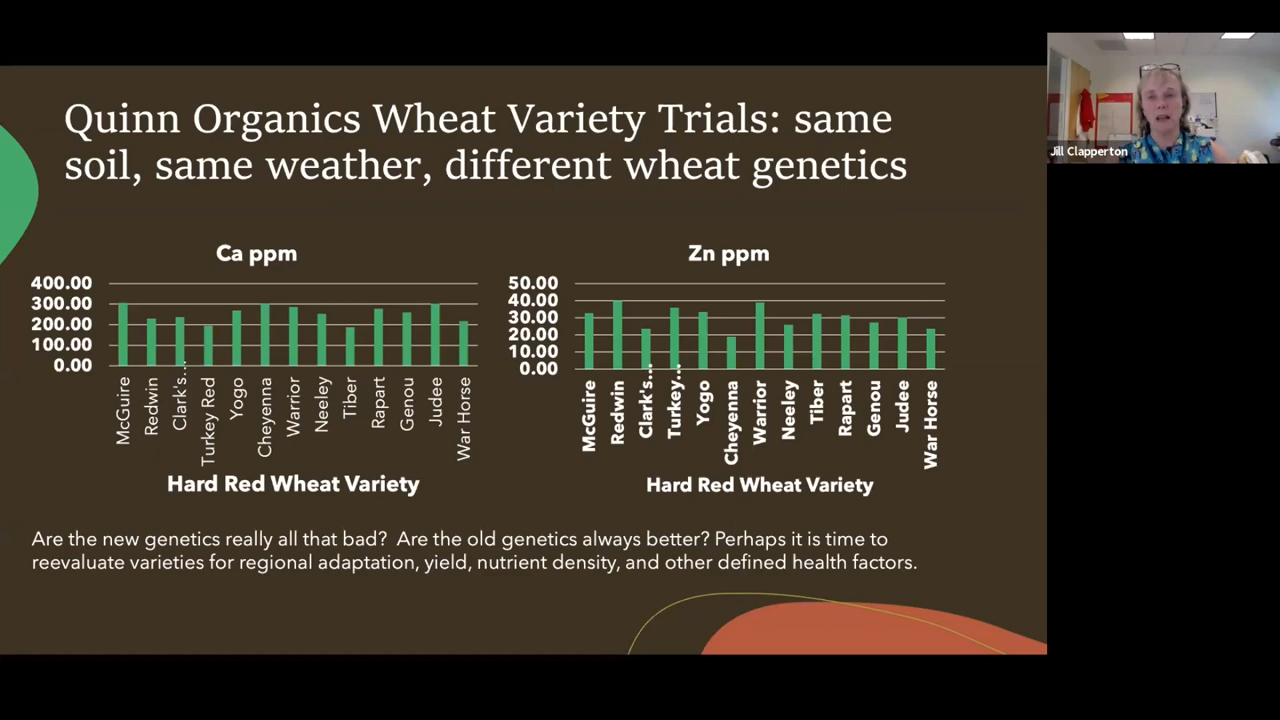 Quinn Organics Wheat Variety Trials: same
soil, same weather, different wheat genetics
Jill Clapperton
Ca ppm
400.00
300.00
200.00
100.00
0.00
McGuire
Redwin
Clark's...
Turkey Red
Yogo
Cheyenna
Warrior
Neeley
Tiber
Rapart
Genou
Judee
War Horse
Hard Red Wheat Variety
Zn ppm
50.00
40.00
30.00
20.00
10.00
0.00
McGuire
Redwin
Clark's...
Turkey...
Yogo
Cheyenna
Warrior
Neeley
Tiber
Rapart
Genou
Judee
War Horse
Hard Red Wheat Variety
Are the new genetics really all that bad? Are the old genetics always better? Perhaps it is time to
reevaluate varieties for regional adaptation, yield, nutrient density, and other defined health factors.